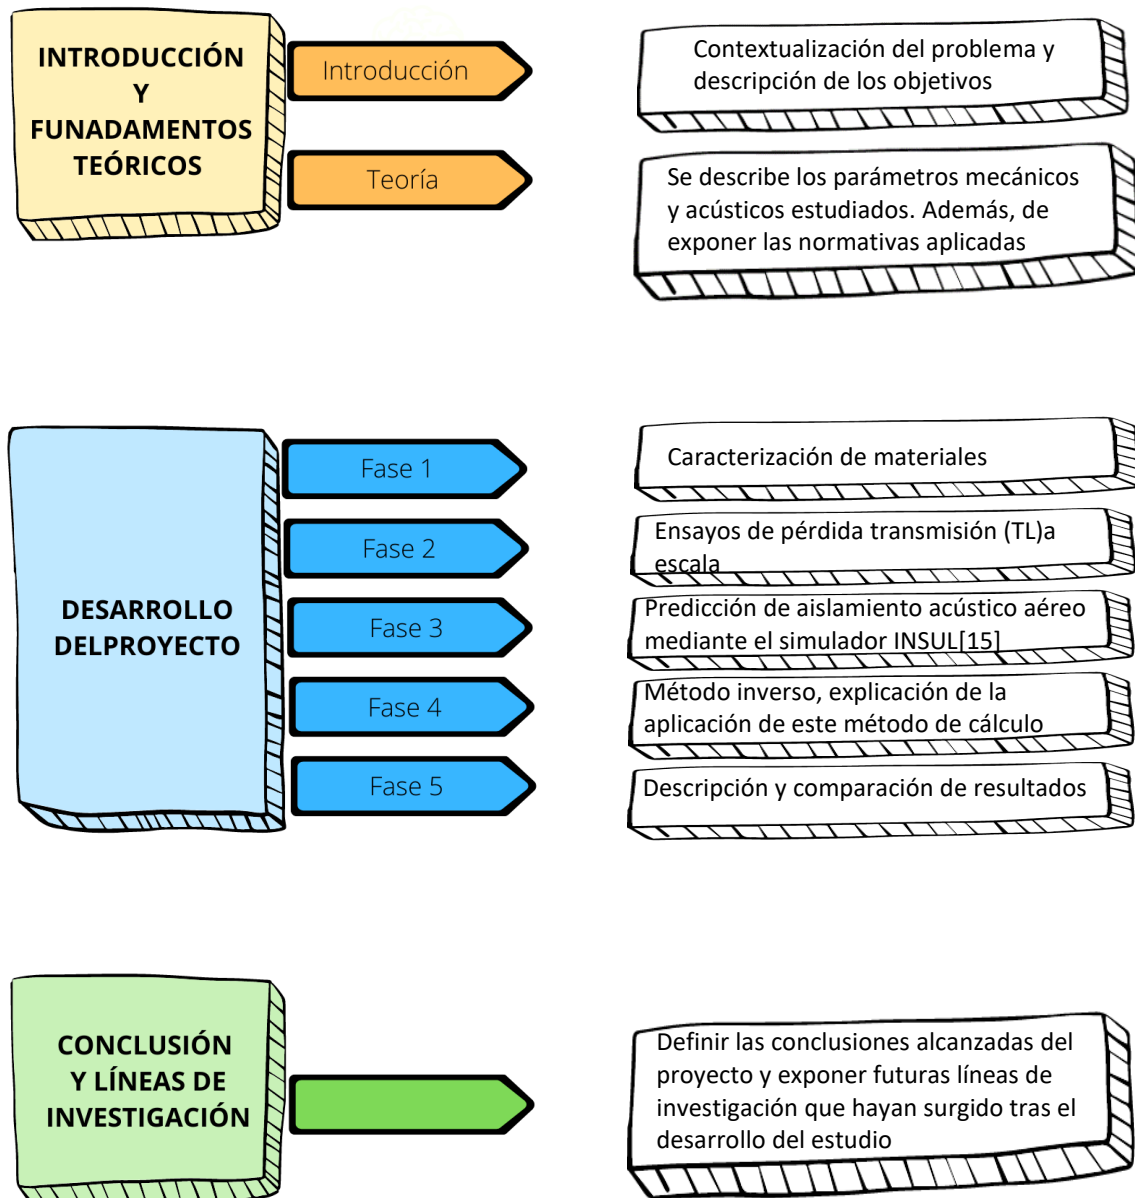 INTRODUCCIÓN
Y
FUNADAMENTOS
TEÓRICOS
Introducción
Contextualización del problema y
descripción de los objetivos
Teoría
Se describe los parámetros mecánicos
y acústicos estudiados. Además, de
exponer las normativas aplicadas
DESARROLLO
DELPROYECTO
Fase 1
Caracterización de materiales
Fase 2
Ensayos de pérdida transmisión (TL)a
escala
Fase 3
Predicción de aislamiento acústico aéreo
mediante el simulador INSUL[15]
Fase 4
Método inverso, explicación de la
aplicación de este método de cálculo
Fase 5
Descripción y comparación de resultados
CONCLUSIÓN
Y LÍNEAS DE
INVESTIGACIÓN
Definir las conclusiones alcanzadas del
proyecto y exponer futuras líneas de
investigación que hayan surgido tras el
desarrollo del estudio